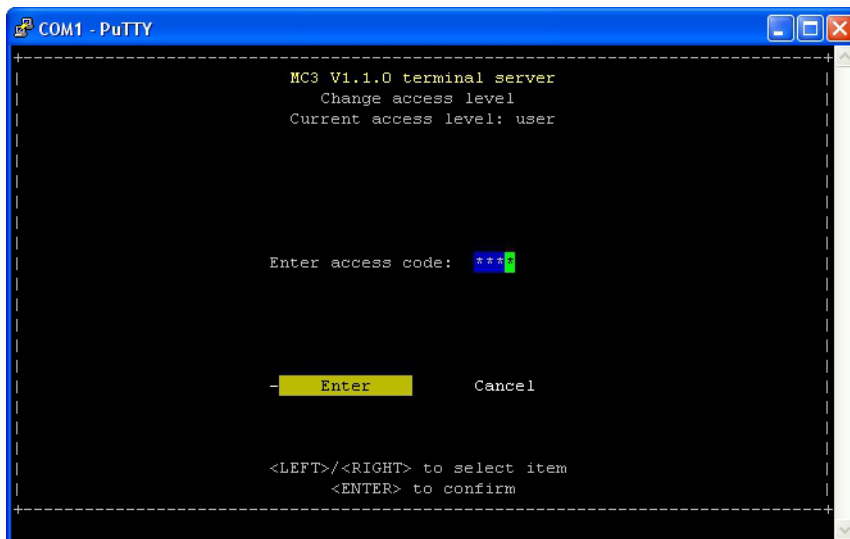 COM1 - PuTTY
MC3 V1.1.0 terminal server
Change access level
Current access level: user
Enter access code: ****
Enter Cancel
<LEFT>/<RIGHT> to select item
<ENTER> to confirm